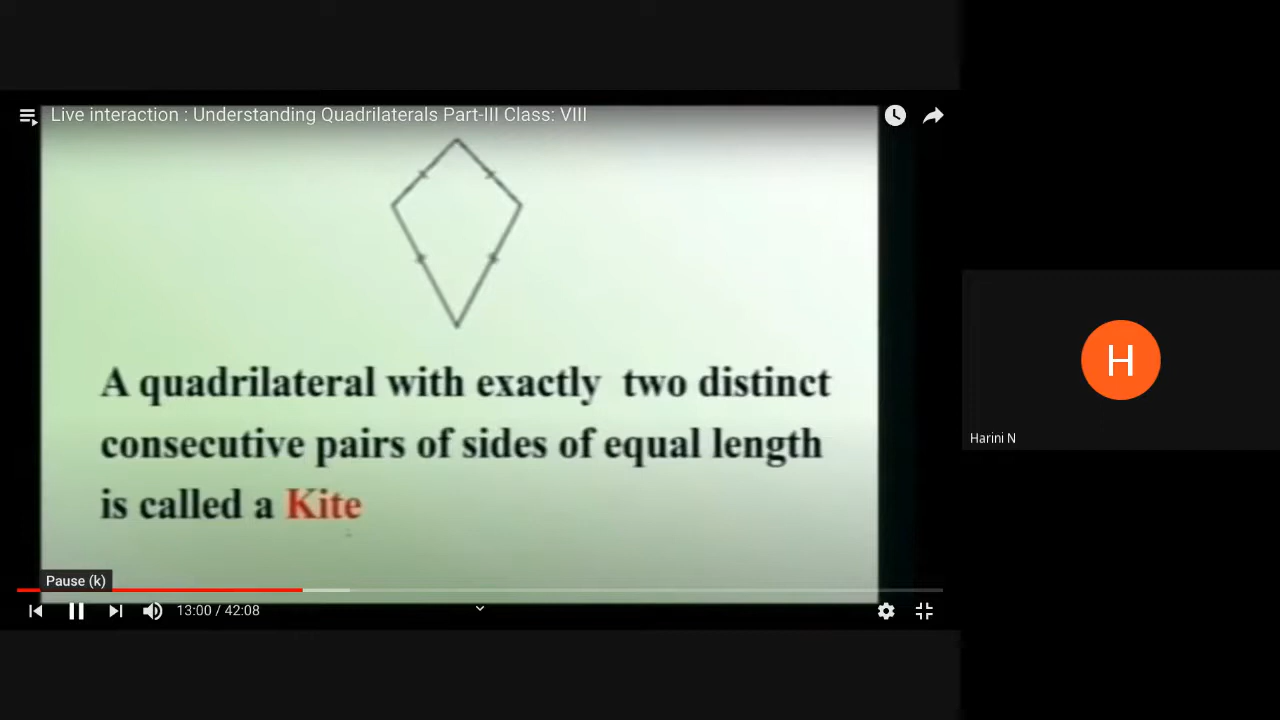 Live interaction : Understanding Quadrilaterals Part-III Class: VIII
A quadrilateral with exactly two distinct
consecutive pairs of sides of equal length
is called a Kite
Pause (k)
13:00 / 42:08
H
Harini N